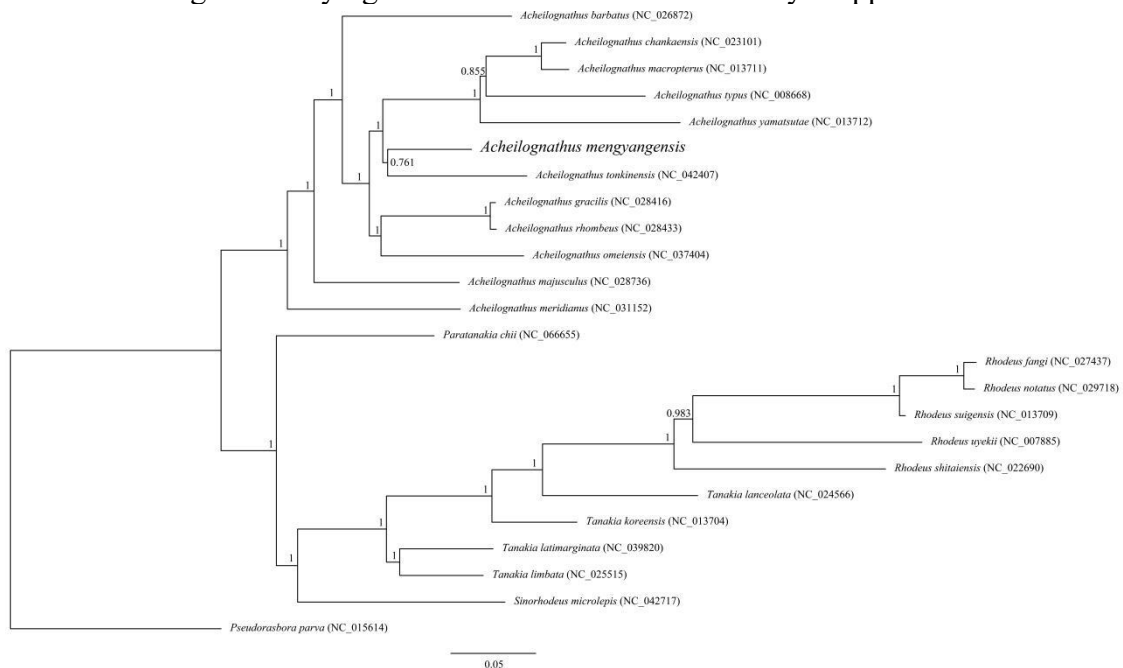 Acheilognathus barbatus (NC_026872)
Acheilognathus chankaensis (NC_023101)
1
Acheilognathus macropterus (NC_013711)
0.855
1
Acheilognathus typus (NC_008668)
1
Acheilognathus yamatsutae (NC_013712)
1
Acheilognathus mengyangensis
0.761
Acheilognathus tonkinensis (NC_042407)
1
1
Acheilognathus gracilis (NC_028416)
1
Acheilognathus rhombeus (NC_028433)
1
1
Acheilognathus omeiensis (NC_037404)
Acheilognathus majusculus (NC_028736)
Acheilognathus meridianus (NC_031152)
Paratanakia chii (NC_066655)
Rhodeus fangi (NC_027437)
1
Rhodeus notatus (NC_029718)
1
0.983
Rhodeus suigensis (NC_013709)
1
Rhodeus uyekii (NC_007885)
1
1
Rhodeus shitaiensis (NC_022690)
1
Tanakia lanceolata (NC_024566)
1
Tanakia koreensis (NC_013704)
Tanakia latimarginata (NC_039820)
1
1
Tanakia limbata (NC_025515)
Sinorhodeus microlepis (NC_042717)
Pseudorasbora parva (NC_015614)
0.05